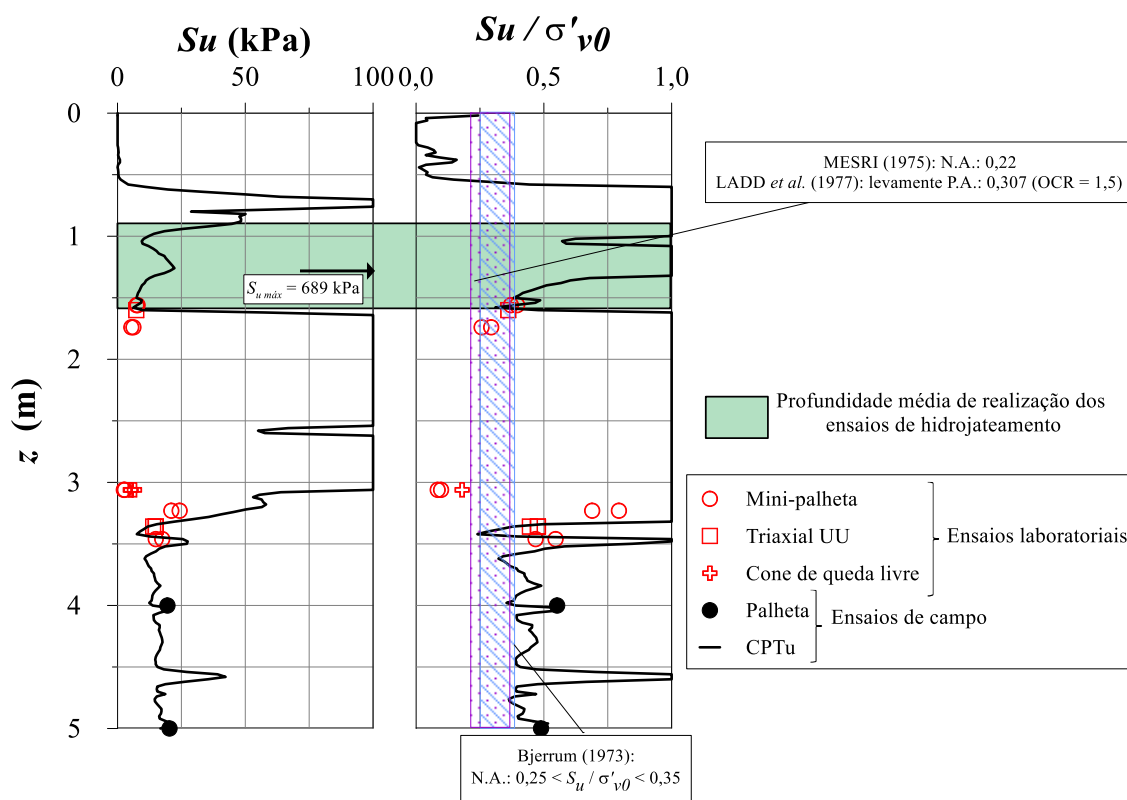 Su (kPa)
Su / σ'v0
0
50
100
0,0
0,5
1,0
0
1
2
3
4
5
z (m)
MESRI (1975): N.A.: 0,22
LADD et al. (1977): levamente P.A.: 0,307 (OCR = 1,5)
Su máx = 689 kPa
Profundidade média de realização dos
ensaios de hidrojateamento
Mini-palheta
Triaxial UU
Cone de queda livre
Ensaios laboratoriais
Palheta
CPTu
Ensaios de campo
Bjerrum (1973):
N.A.: 0,25 < Su / σ'v0 < 0,35